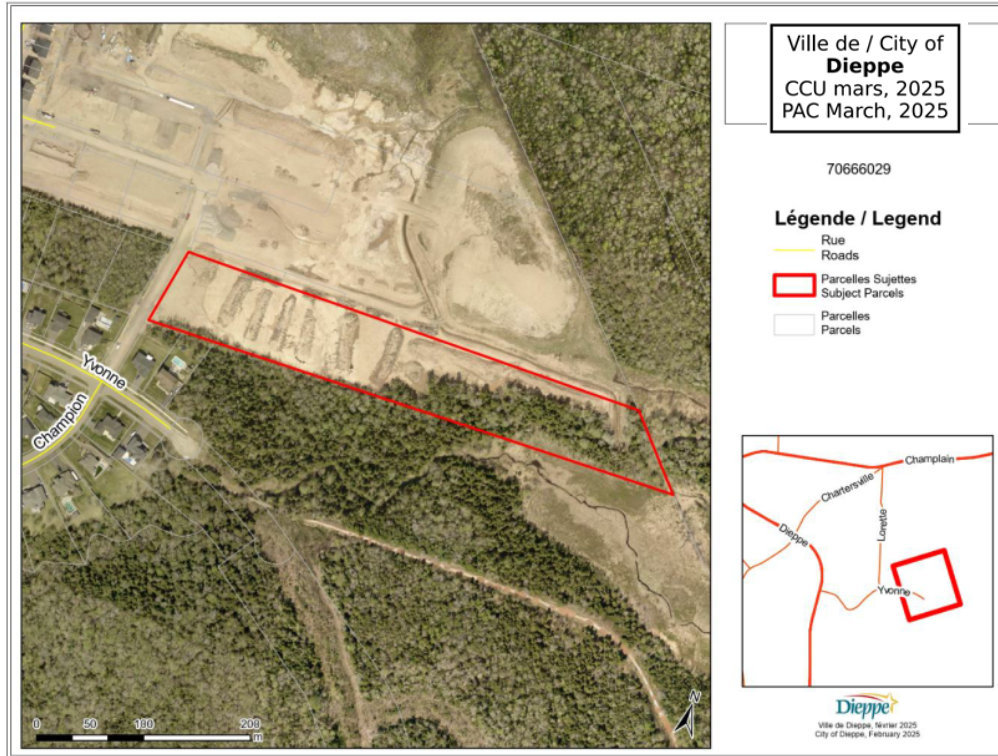 Ville de / City of
Dieppe
CCU mars, 2025
PAC March, 2025
70666029
Légende / Legend
Rue
Roads
Parcelles Sujettes
Subject Parcels
Parcelles
Parcels
Yvonne
Champion
0 50 100 200
m
N
Champlain
Chartersville
Lorette
Dieppe
Yvonne
Dieppe
Ville de Dieppe, février 2025
City of Dieppe, February 2025